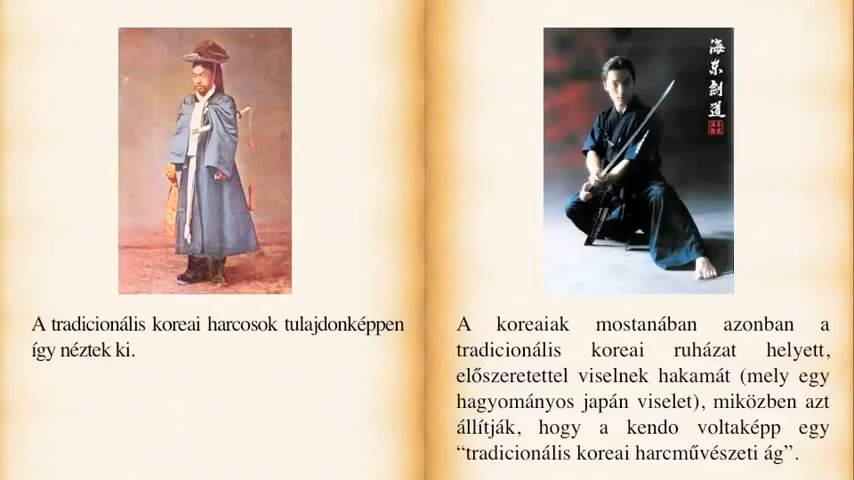 海
東
劍
道
A tradicionális koreai harcosok tulajdonképpen
így néztek ki.
A koreaiak mostanában azonban a
tradicionális koreai ruházat helyett,
előszeretettel viselnek hakamát (mely egy
hagyományos japán viselet), miközben azt
állítják, hogy a kendo voltaképp egy
“tradicionális koreai harcművészeti ág”.